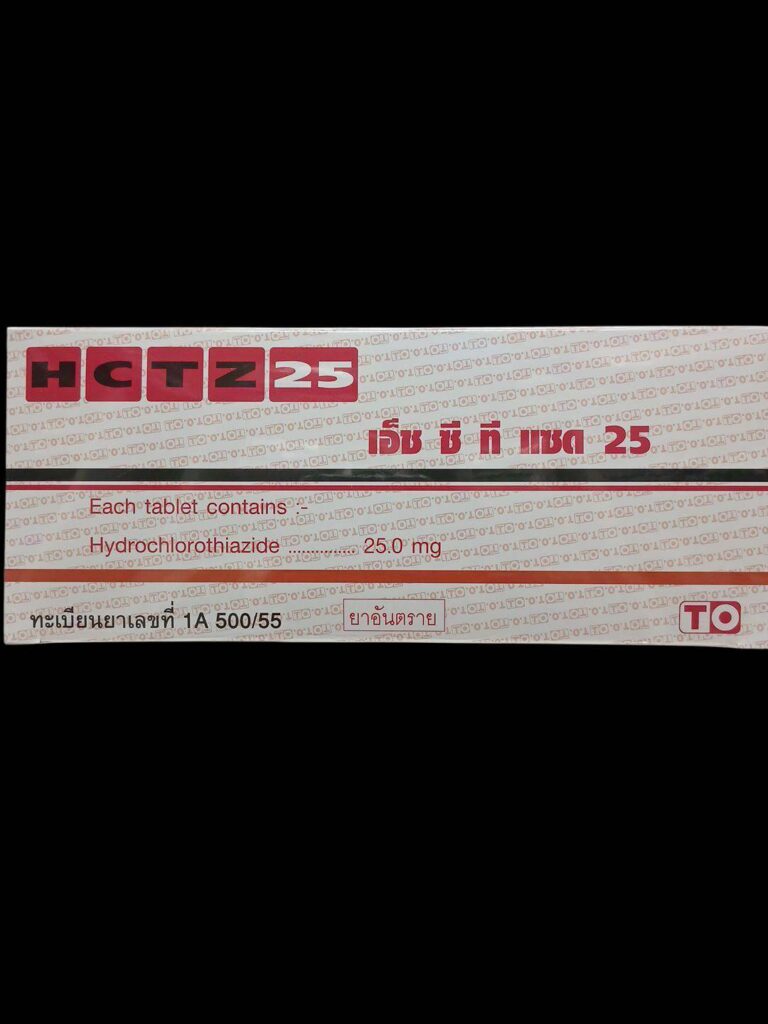 HCTZ 25
เอ็ช ซี ที แซด 25
Each tablet contains :-
Hydrochlorothiazide ............... 25.0 mg
ทะเบียนยาเลขที่ 1A 500/55 ยาอันตราย TO